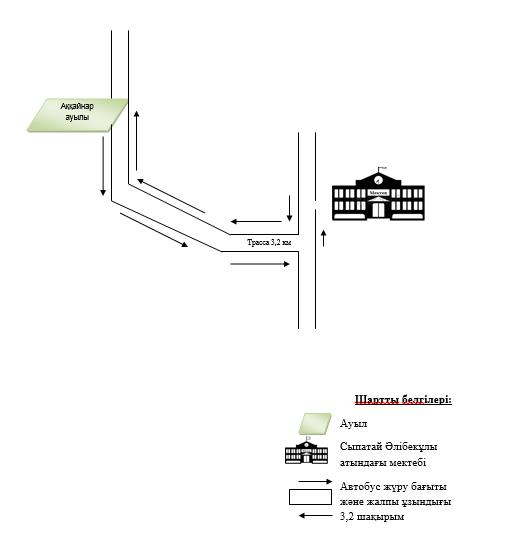 Аққайнар
ауылы
Мектеп
Трасса 3,2 км
Шартты белгілері:
Ауыл
Сыпатай Әлібекұлы
атындағы мектебі
Автобус жүру бағыты
және жалпы ұзындығы
3,2 шақырым